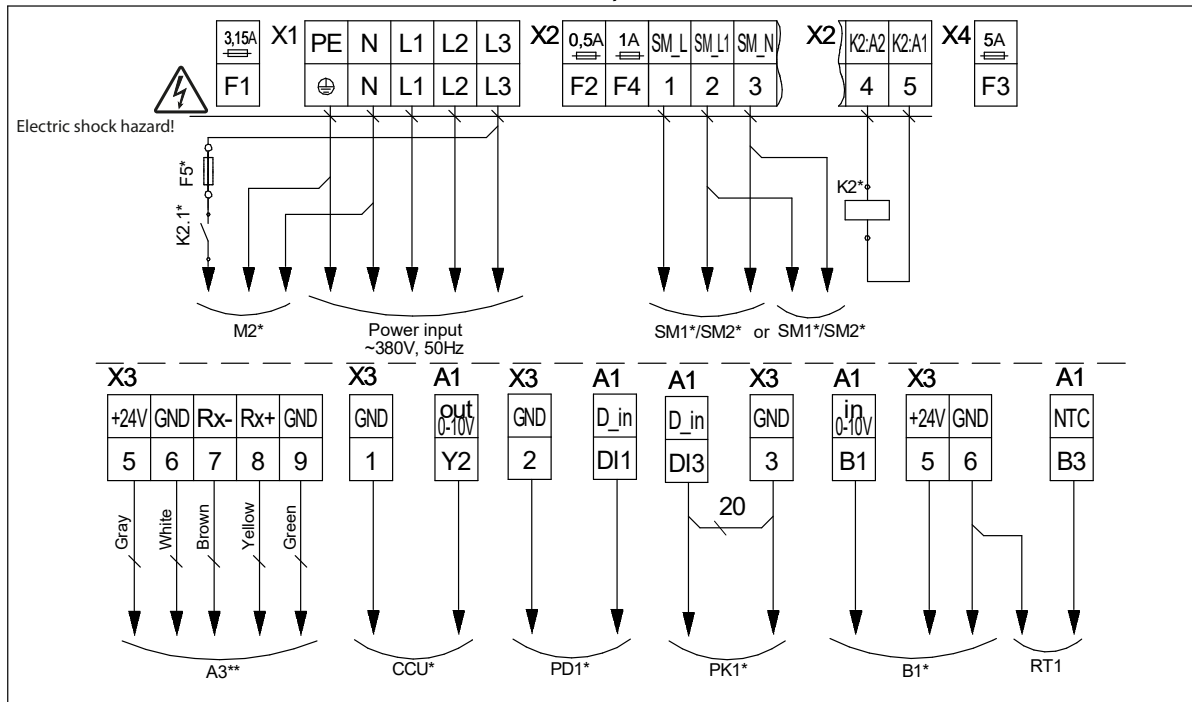 3,15A X1 PE N L1 L2 L3 X2 0,5A 1A SM_L SM_L1 SM_N X2 K2:A2 K2:A1 X4 5A
F1 N L1 L2 L3 F2 F4 1 2 3 4 5 F3
Electric shock hazard!
F5*
K2.1*
K2*
M2* Power input SM1*/SM2* or SM1*/SM2*
~380V, 50Hz
X3 X3 A1 X3 A1 A1 X3 A1 X3 A1
+24V GND Rx- Rx+ GND GND out 0-10V GND D_in D_in GND in 0-10V +24V GND NTC
5 6 7 8 9 1 Y2 2 DI1 DI3 3 B1 5 6 B3
20
Gray White Brown Yellow Green
A3** CCU* PD1* PK1* B1* RT1